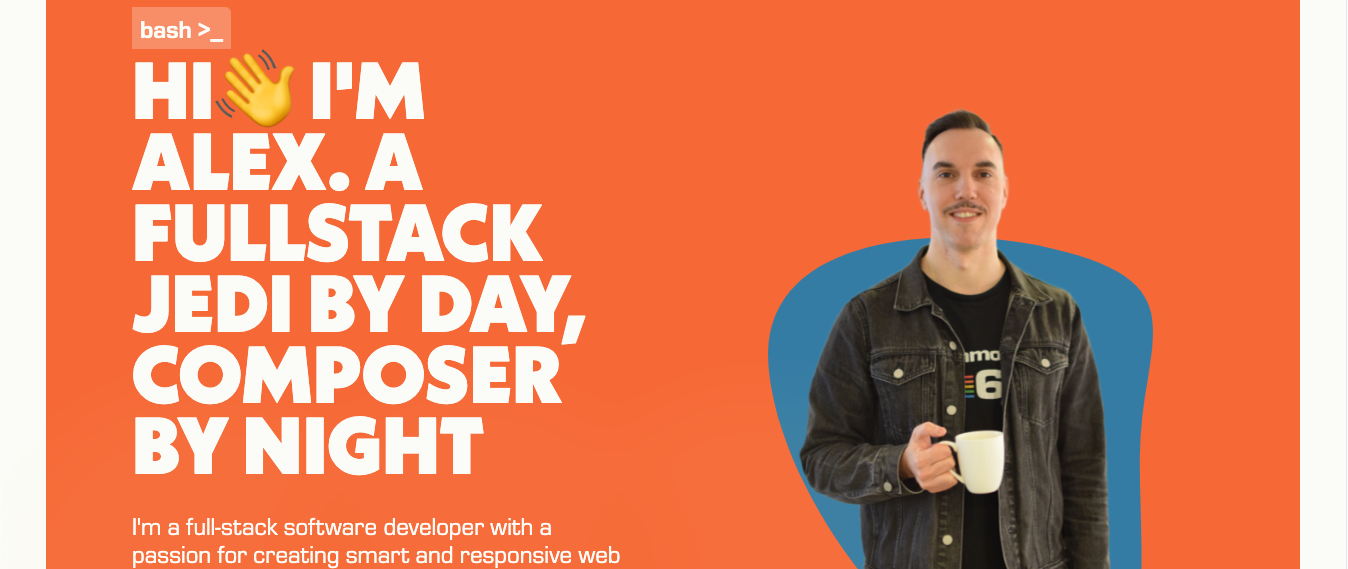 bash >_
HI👋 I'M
ALEX. A
FULLSTACK
JEDI BY DAY,
COMPOSER
BY NIGHT
I'm a full-stack software developer with a
passion for creating smart and responsive web
64